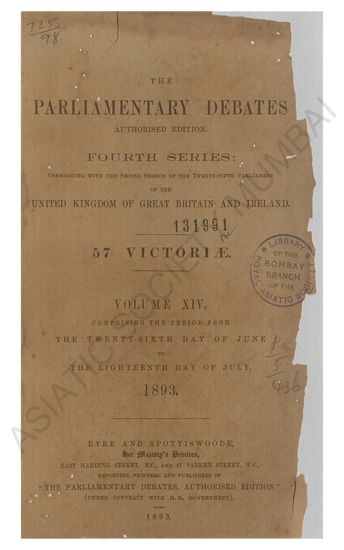 125
98
THE
PARLIAMENTARY DEBATES
AUTHORISED EDITION.
FOURTH SERIES:
COMMENCING WITH THE SECOND SESSION OF THE TWENTY-FIFTH PARLIAMENT
OF THE
UNITED KINGDOM OF GREAT BRITAIN AND IRELAND.
131991
57 VICTORIÆ.
LIBRARY
OF THE
BOMBAY
BRANCH
OF THE
ROYAL ASIATIC SOCIETY
VOLUME XIV.
COMPRISING THE PERIOD FROM
THE TWENTY-SIXTH DAY OF JUNE
TO
THE EIGHTEENTH DAY OF JULY,
1893.
EYRE AND SPOTTISWOODE,
Her Majesty's Printers,
EAST HARDING STREET, E.C., AND 41 PARKER STREET, W.C.,
REPORTERS, PRINTERS, AND PUBLISHERS OF
"THE PARLIAMENTARY DEBATES, AUTHORISED EDITION"
(UNDER CONTRACT WITH H.M. GOVERNMENT).
1893.
ASIATIC SOCIETY MUMBAI